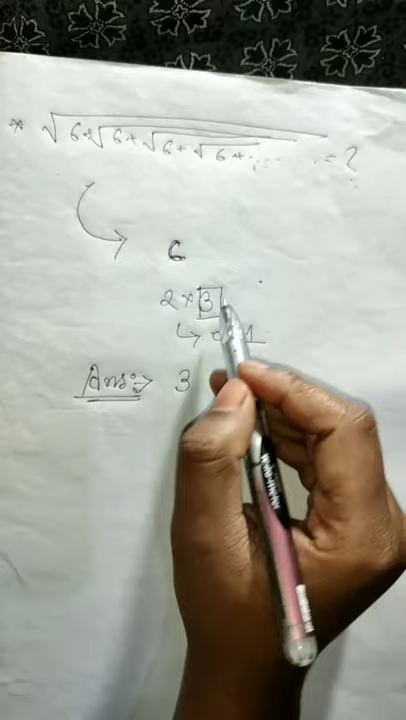 * √6+√6+√6+√6+...... = ?
6
2 * 3
Ans:- 3